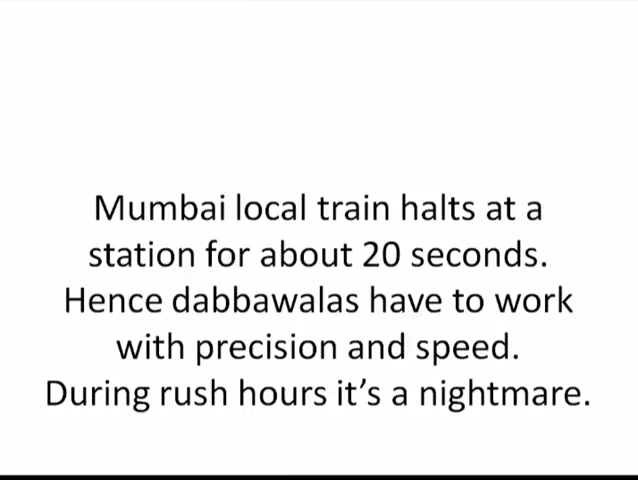 Mumbai local train halts at a
station for about 20 seconds.
Hence dabbawalas have to work
with precision and speed.
During rush hours it’s a nightmare.